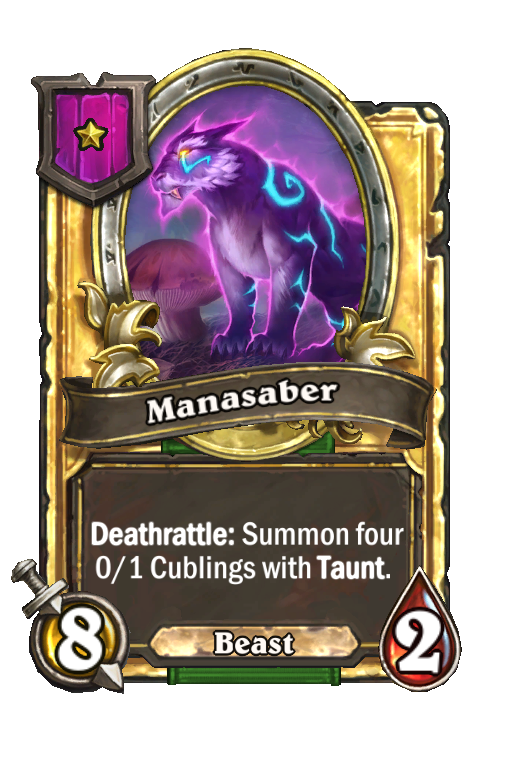 Manasaber
Deathrattle: Summon four
0/1 Cublings with Taunt.
8
Beast
2